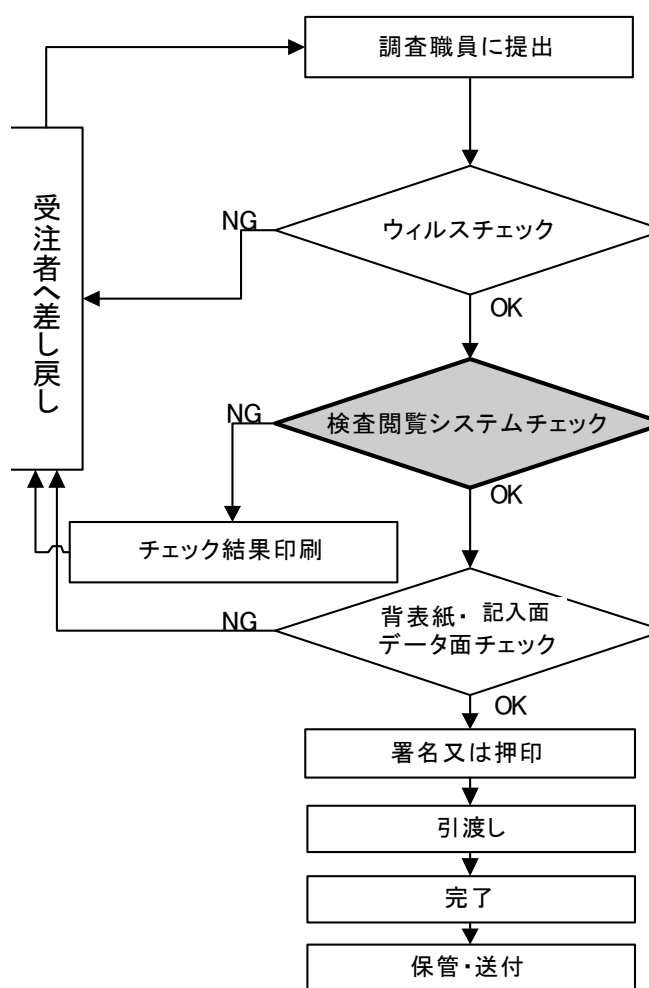 調査職員に提出
受注者へ差し戻し
NG
ウィルスチェック
OK
NG
検査閲覧システムチェック
OK
チェック結果印刷
NG
背表紙・ 記入面
データ面チェック
OK
署名又は押印
引渡し
完了
保管・送付